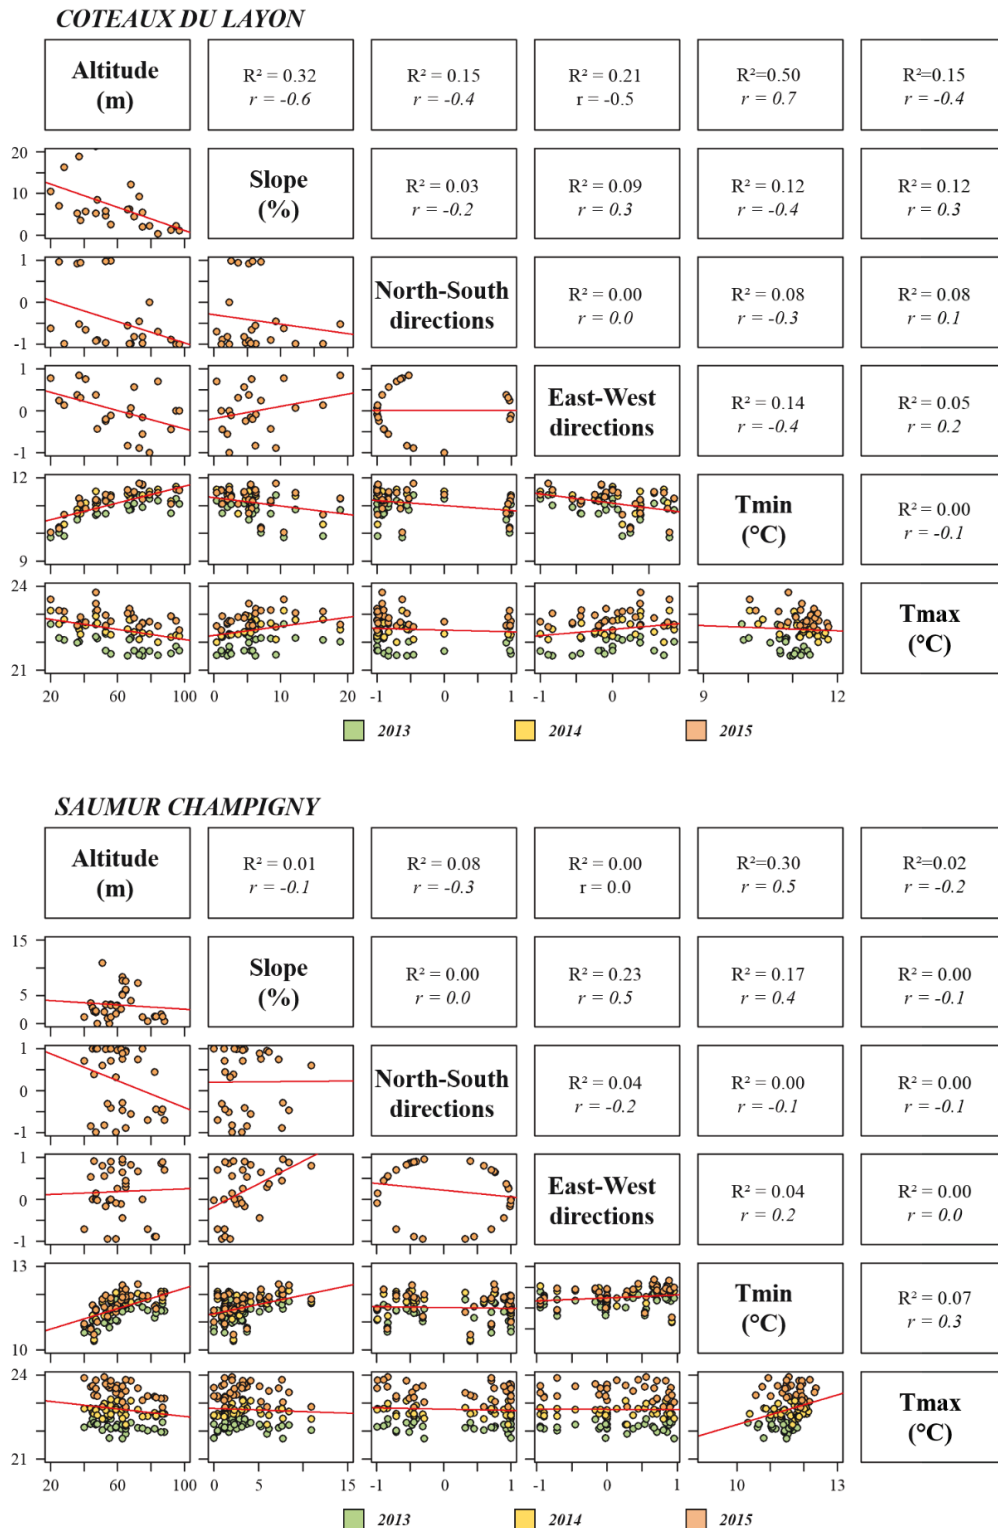 COTEAUX DU LAYON
Altitude
(m)
R² = 0.32
r = -0.6
R² = 0.15
r = -0.4
R² = 0.21
r = -0.5
R²=0.50
r = 0.7
R²=0.15
r = -0.4
20
10
0
Slope
(%)
R² = 0.03
r = -0.2
R² = 0.09
r = 0.3
R² = 0.12
r = -0.4
R² = 0.12
r = 0.3
1
0
-1
North-South
directions
R² = 0.00
r = 0.0
R² = 0.08
r = -0.3
R² = 0.08
r = 0.1
1
0
-1
East-West
directions
R² = 0.14
r = -0.4
R² = 0.05
r = 0.2
12
9
Tmin
(°C)
R² = 0.00
r = -0.1
24
21
Tmax
(°C)
20 60 100 0 10 20 -1 0 1 -1 0 9 12
2013 2014 2015
SAUMUR CHAMPIGNY
Altitude
(m)
R² = 0.01
r = -0.1
R² = 0.08
r = -0.3
R² = 0.00
r = 0.0
R²=0.30
r = 0.5
R²=0.02
r = -0.2
15
5
0
Slope
(%)
R² = 0.00
r = 0.0
R² = 0.23
r = 0.5
R² = 0.17
r = 0.4
R² = 0.00
r = -0.1
1
0
-1
North-South
directions
R² = 0.04
r = -0.2
R² = 0.00
r = -0.1
R² = 0.00
r = -0.1
1
0
-1
East-West
directions
R² = 0.04
r = 0.2
R² = 0.00
r = 0.0
13
10
Tmin
(°C)
R² = 0.07
r = 0.3
24
21
Tmax
(°C)
20 60 100 0 5 15 -1 0 1 -1 0 1 10 13
2013 2014 2015